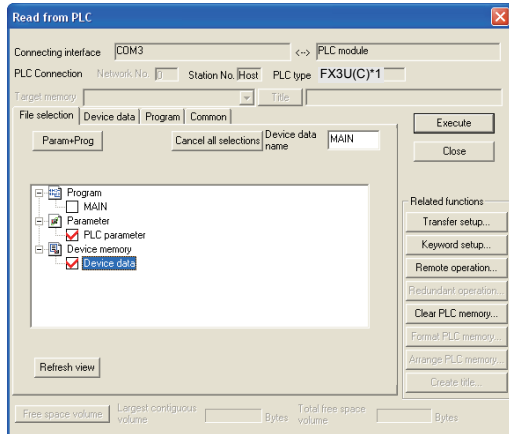 Read from PLC
Connecting interface COM3 <--> PLC module
PLC Connection Network No. 0 Station No. Host PLC type FX3U(C)*1
Target memory Title
File selection Device data Program Common
Execute
Param+Prog Cancel all selections Device data name MAIN
Close
Program
MAIN
Parameter
PLC parameter
Device memory
Device data
Related functions
Transfer setup...
Keyword setup...
Remote operation...
Redundant operation...
Clear PLC memory...
Format PLC memory...
Arrange PLC memory...
Create title...
Refresh view
Free space volume Largest contiguous volume Bytes Total free space volume Bytes